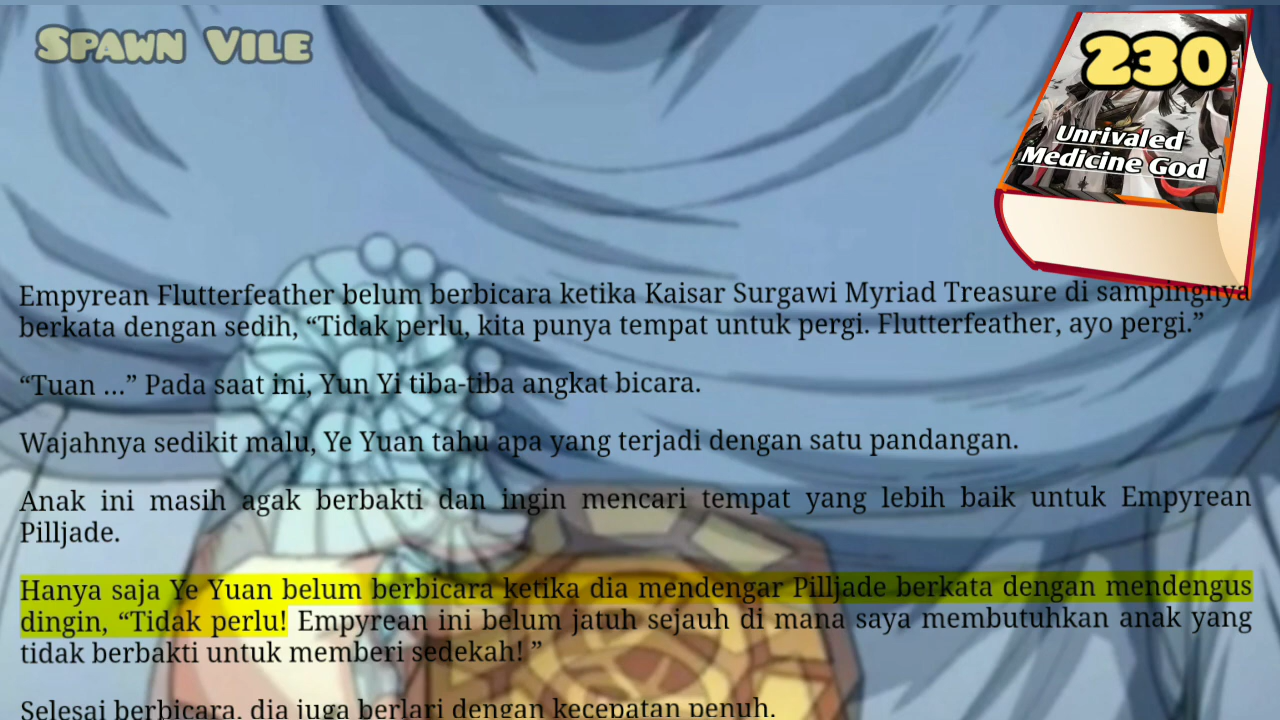 Spawn Vile
230
Unrivaled
Medicine God
Empyrean Flutterfeather belum berbicara ketika Kaisar Surgawi Myriad Treasure di sampingnya
berkata dengan sedih, “Tidak perlu, kita punya tempat untuk pergi. Flutterfeather, ayo pergi.”
“Tuan …” Pada saat ini, Yun Yi tiba-tiba angkat bicara.
Wajahnya sedikit malu, Ye Yuan tahu apa yang terjadi dengan satu pandangan.
Anak ini masih agak berbakti dan ingin mencari tempat yang lebih baik untuk Empyrean
Pilljade.
Hanya saja Ye Yuan belum berbicara ketika dia mendengar Pilljade berkata dengan mendengus
dingin, “Tidak perlu! Empyrean ini belum jatuh sejauh di mana saya membutuhkan anak yang
tidak berbakti untuk memberi sedekah! ”
Selesai berbicara, dia juga berlari dengan kecepatan penuh.